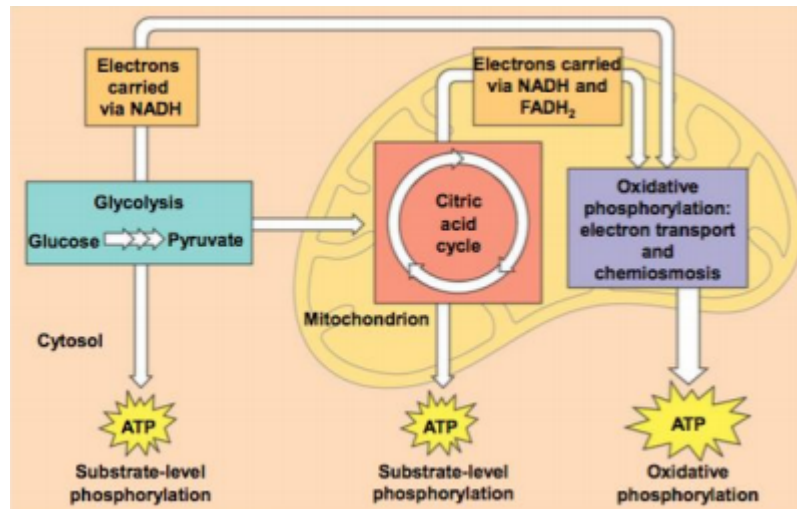 Electrons
carried
via NADH
Electrons carried
via NADH and
FADH₂
Glycolysis
Glucose Pyruvate
Citric
acid
cycle
Oxidative
phosphorylation:
electron transport
and
chemiosmosis
Mitochondrion
Cytosol
ATP
ATP
ATP
Substrate-level
phosphorylation
Substrate-level
phosphorylation
Oxidative
phosphorylation